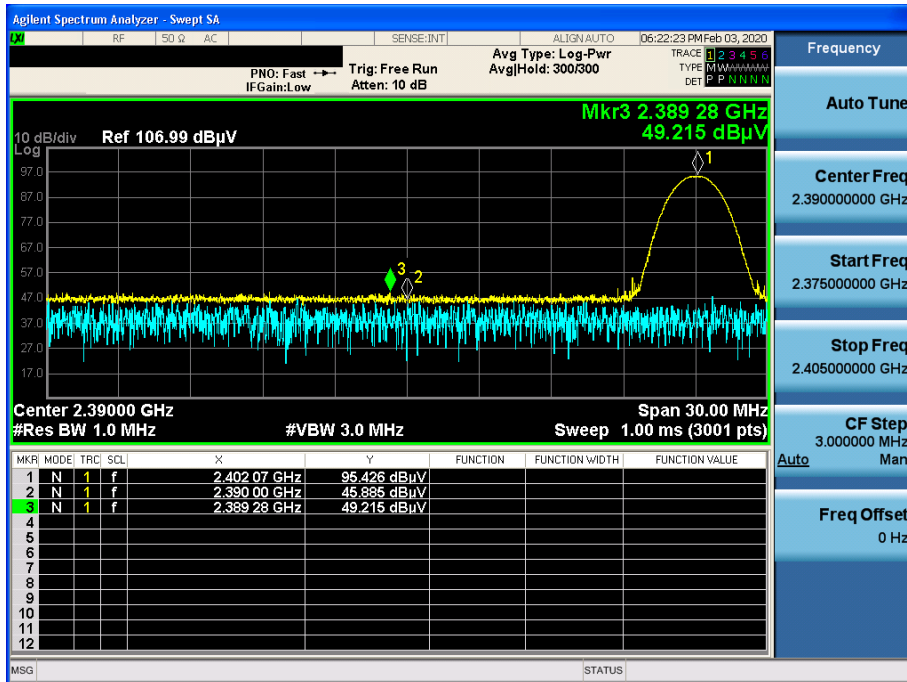 Agilent Spectrum Analyzer - Swept SA
LXI RF 50 Ω AC SENSE:INT ALIGN AUTO 06:22:23 PM Feb 03, 2020
PNO: Fast Trig: Free Run Avg Type: Log-Pwr TRACE 1 2 3 4 5 6
IFGain:Low Atten: 10 dB Avg|Hold: 300/300 TYPE M W W W W W
DET P P N N N N
Mkr3 2.389 28 GHz
49.215 dBµV
10 dB/div Ref 106.99 dBµV
Log
97.0
87.0
77.0
67.0
57.0
47.0
37.0
27.0
17.0
1
3
2
Center 2.39000 GHz Span 30.00 MHz
#Res BW 1.0 MHz #VBW 3.0 MHz Sweep 1.00 ms (3001 pts)
MKR MODE TRC SCL X Y FUNCTION FUNCTION WIDTH FUNCTION VALUE
1 N 1 f 2.402 07 GHz 95.426 dBµV
2 N 1 f 2.390 00 GHz 45.885 dBµV
3 N 1 f 2.389 28 GHz 49.215 dBµV
4
5
6
7
8
9
10
11
12
MSG STATUS
Frequency
Auto Tune
Center Freq
2.390000000 GHz
Start Freq
2.375000000 GHz
Stop Freq
2.405000000 GHz
CF Step
3.000000 MHz
Auto Man
Freq Offset
0 Hz